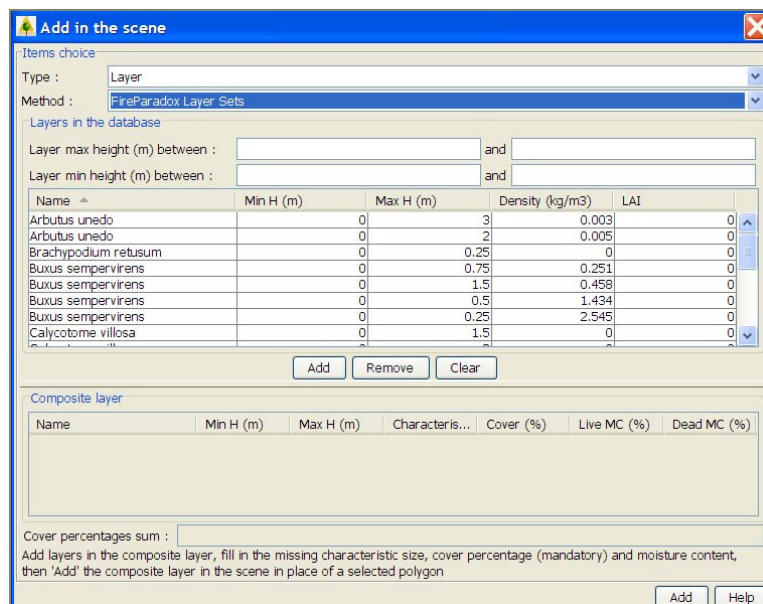 Add in the scene
Items choice
Type : Layer
Method : FireParadox Layer Sets
Layers in the database
Layer max height (m) between : and
Layer min height (m) between : and
Name Min H (m) Max H (m) Density (kg/m3) LAI
Arbutus unedo 0 3 0.003 0
Arbutus unedo 0 2 0.005 0
Brachypodium retusum 0 0.25 0 0
Buxus sempervirens 0 0.75 0.251 0
Buxus sempervirens 0 1.5 0.458 0
Buxus sempervirens 0 0.5 1.434 0
Buxus sempervirens 0 0.25 2.545 0
Calycotome villosa 0 1.5 0 0
Add Remove Clear
Composite layer
Name Min H (m) Max H (m) Characteris... Cover (%) Live MC (%) Dead MC (%)
Cover percentages sum :
Add layers in the composite layer, fill in the missing characteristic size, cover percentage (mandatory) and moisture content,
then 'Add' the composite layer in the scene in place of a selected polygon
Add Help